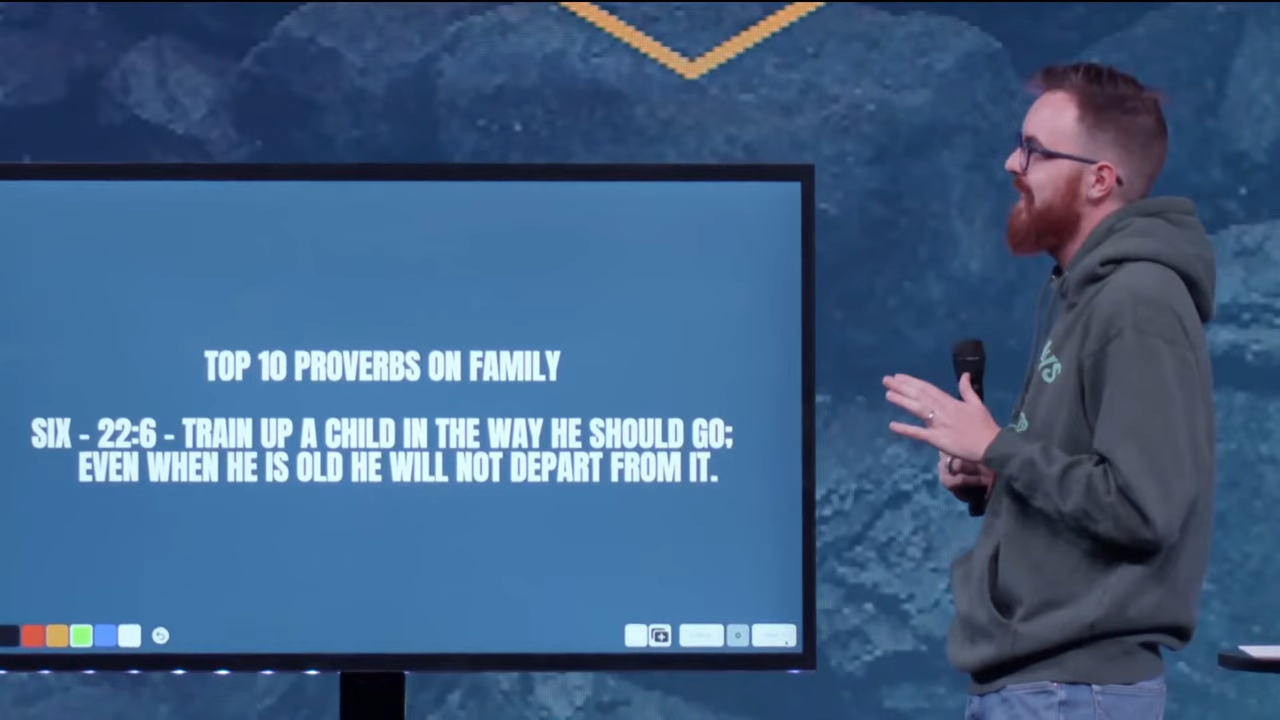 TOP 10 PROVERBS ON FAMILY
SIX - 22:6 - TRAIN UP A CHILD IN THE WAY HE SHOULD GO;
EVEN WHEN HE IS OLD HE WILL NOT DEPART FROM IT.